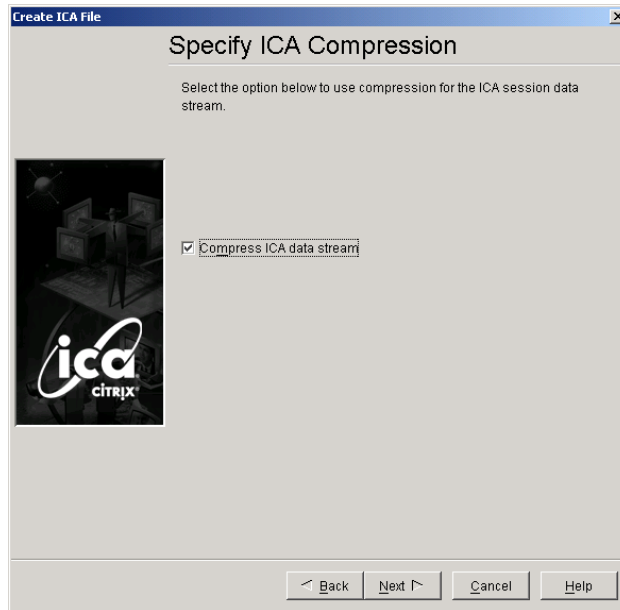 Create ICA File
Specify ICA Compression
Select the option below to use compression for the ICA session data
stream.
Compress ICA data stream
ica
CITRIX®
Back Next Cancel Help